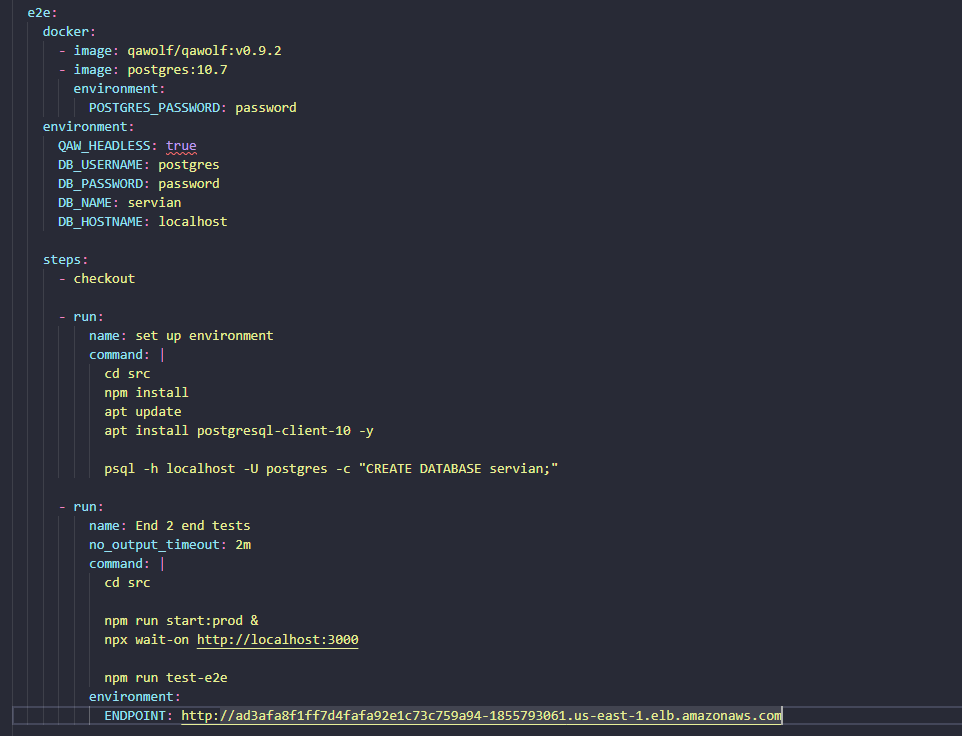 e2e:
docker:
- image: qawolf/qawolf:v0.9.2
- image: postgres:10.7
environment:
POSTGRES_PASSWORD: password
environment:
QAW_HEADLESS: true
DB_USERNAME: postgres
DB_PASSWORD: password
DB_NAME: servian
DB_HOSTNAME: localhost
steps:
- checkout
- run:
name: set up environment
command: |
cd src
npm install
apt update
apt install postgresql-client-10 -y
psql -h localhost -U postgres -c "CREATE DATABASE servian;"
- run:
name: End 2 end tests
no_output_timeout: 2m
command: |
cd src
npm run start:prod &
npx wait-on http://localhost:3000
npm run test-e2e
environment:
ENDPOINT: http://ad3afa8f1ff7d4fafa92e1c73c759a94-1855793061.us-east-1.elb.amazonaws.com